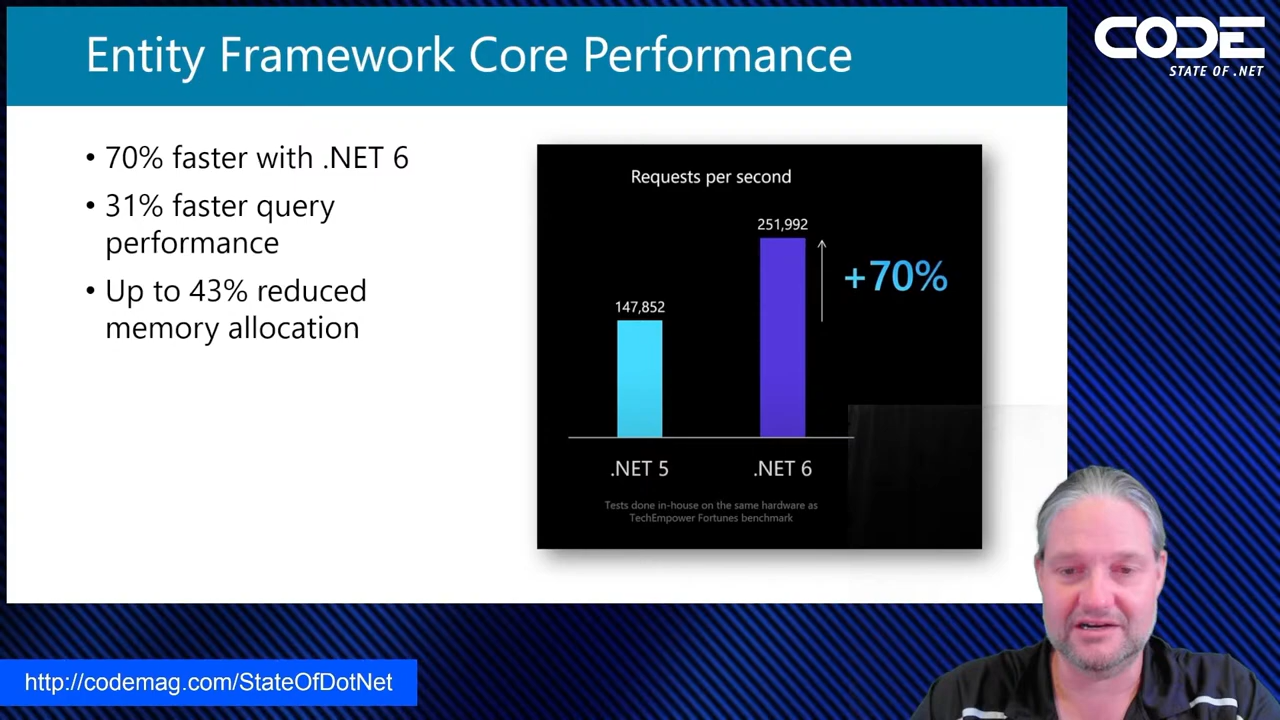 Entity Framework Core Performance
CODE
STATE OF .NET
• 70% faster with .NET 6
• 31% faster query
performance
• Up to 43% reduced
memory allocation
Requests per second
251,992
+70%
147,852
.NET 5
.NET 6
Tests done in-house on the same hardware as
TechEmpower Fortunes benchmark
http://codemag.com/StateOfDotNet